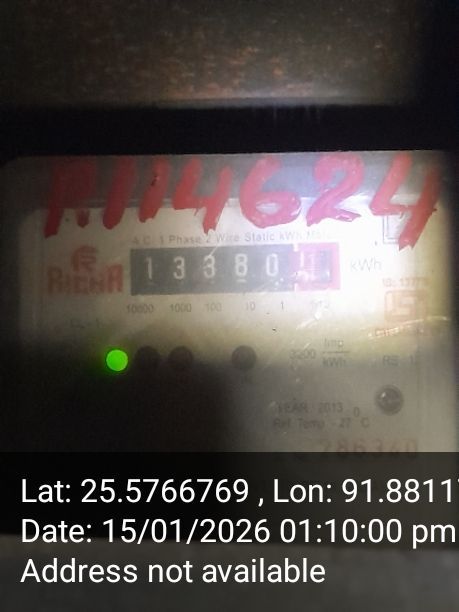 P.114624
A.C. 1 Phase 2 Wire Static kWh
RICHA
1 3 3 8 0
kWh
10000 1000 100 10 1
3200 Imp
kWh
YEAR 2013
Ref. Temp - 27 °C
Lat: 25.5766769 , Lon: 91.8811
Date: 15/01/2026 01:10:00 pm
Address not available